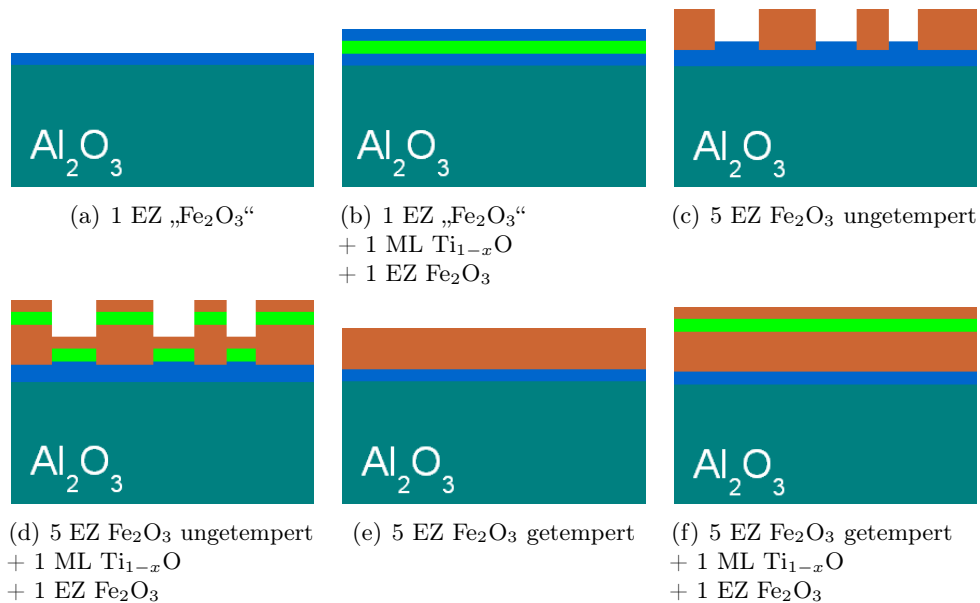 Al₂O₃
Al₂O₃
(a) 1 EZ „Fe₂O₃“
(b) 1 EZ „Fe₂O₃“
+ 1 ML Ti₁₋ₓO
+ 1 EZ Fe₂O₃
(c) 5 EZ Fe₂O₃ ungetempert
Al₂O₃
Al₂O₃
Al₂O₃
(d) 5 EZ Fe₂O₃ ungetempert
+ 1 ML Ti₁₋ₓO
+ 1 EZ Fe₂O₃
(e) 5 EZ Fe₂O₃ getempert
(f) 5 EZ Fe₂O₃ getempert
+ 1 ML Ti₁₋ₓO
+ 1 EZ Fe₂O₃
Al₂O₃